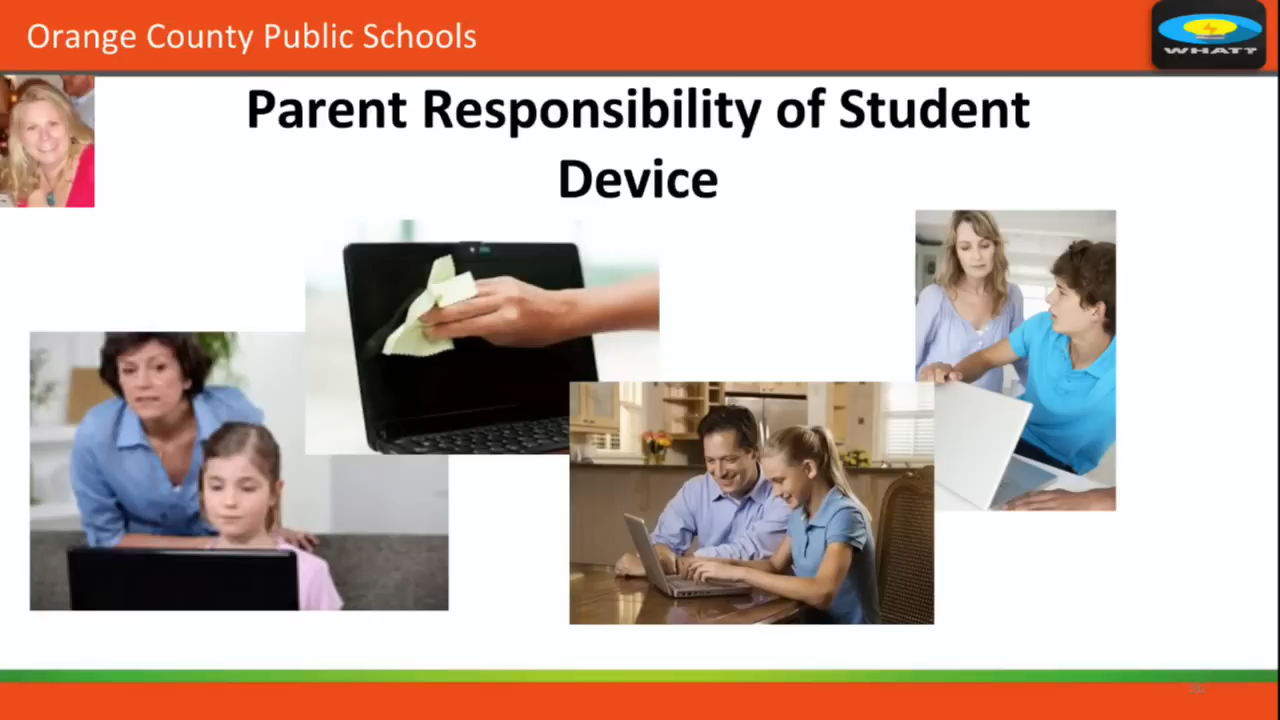 Orange County Public Schools
WHATT
Parent Responsibility of Student
Device